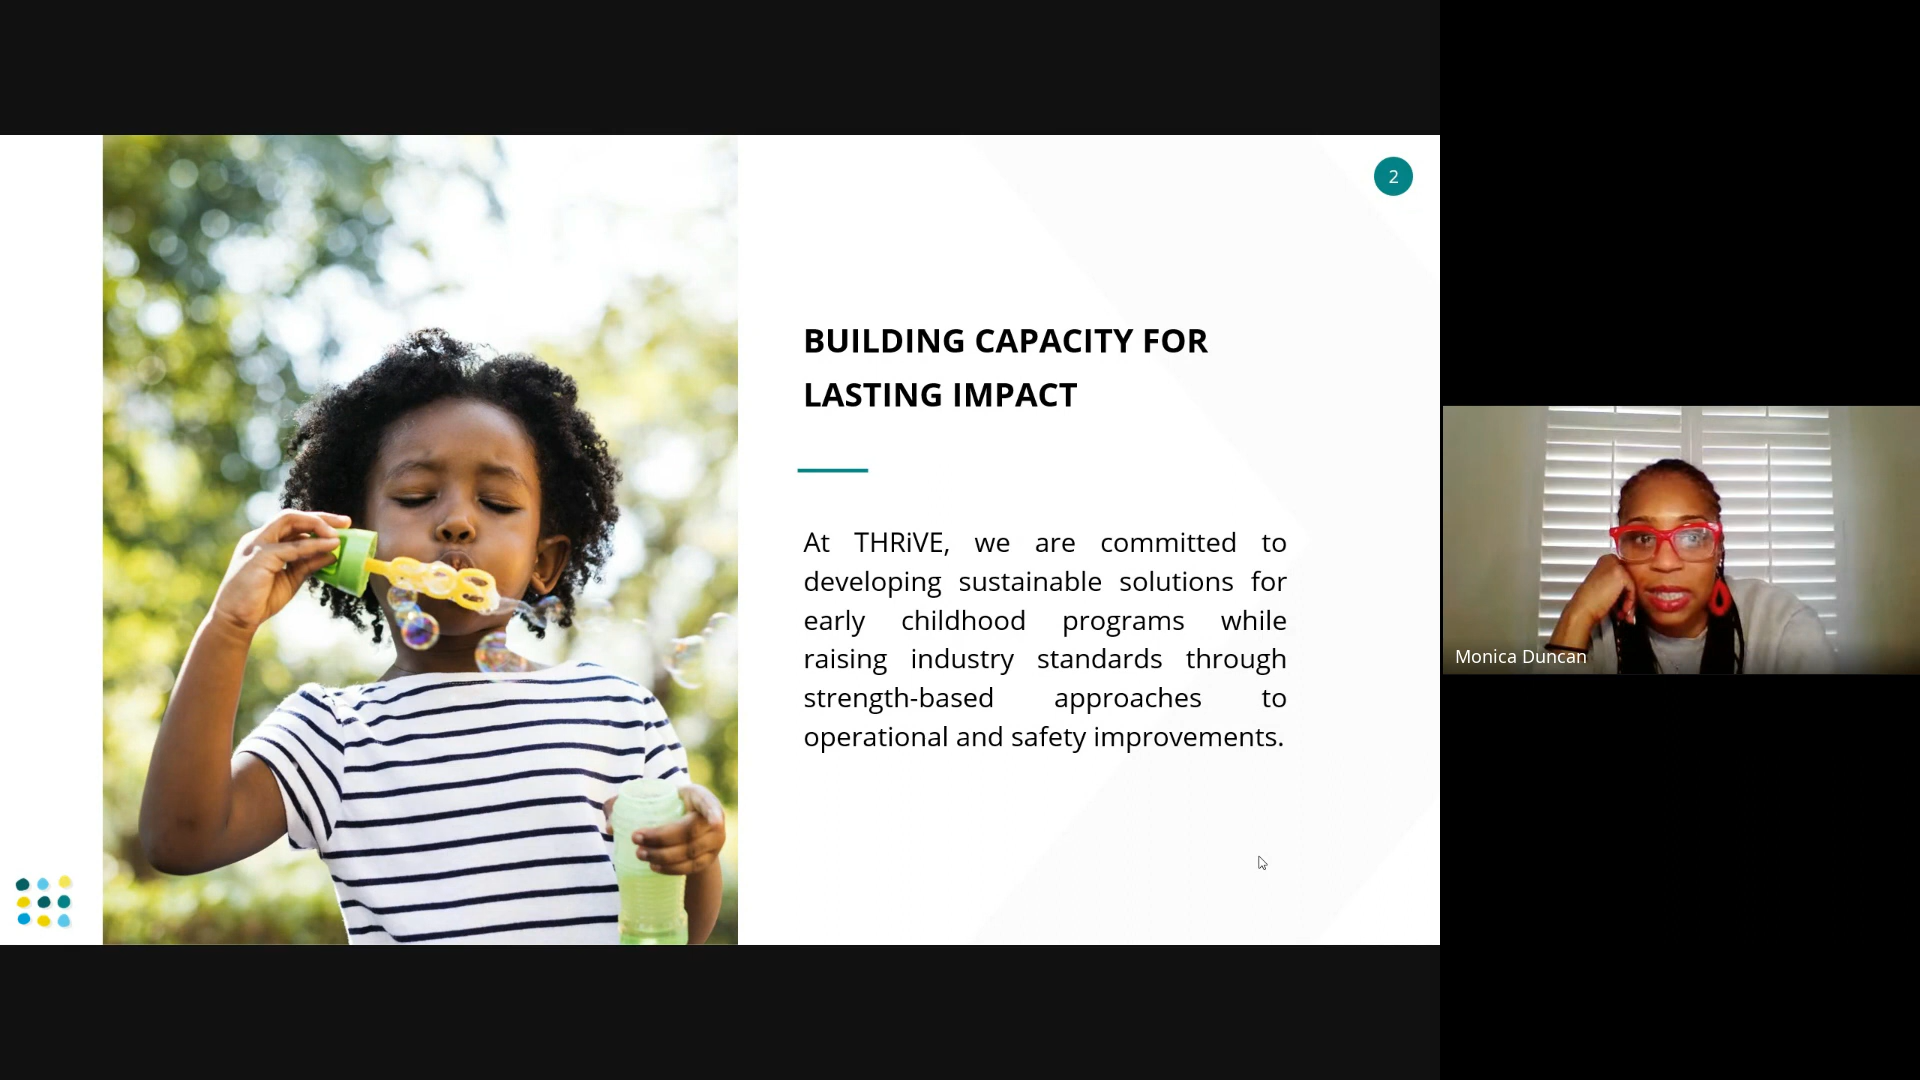 2
BUILDING CAPACITY FOR
LASTING IMPACT
At THRiVE, we are committed to
developing sustainable solutions for
early childhood programs while
raising industry standards through
strength-based approaches to
operational and safety improvements.
Monica Duncan